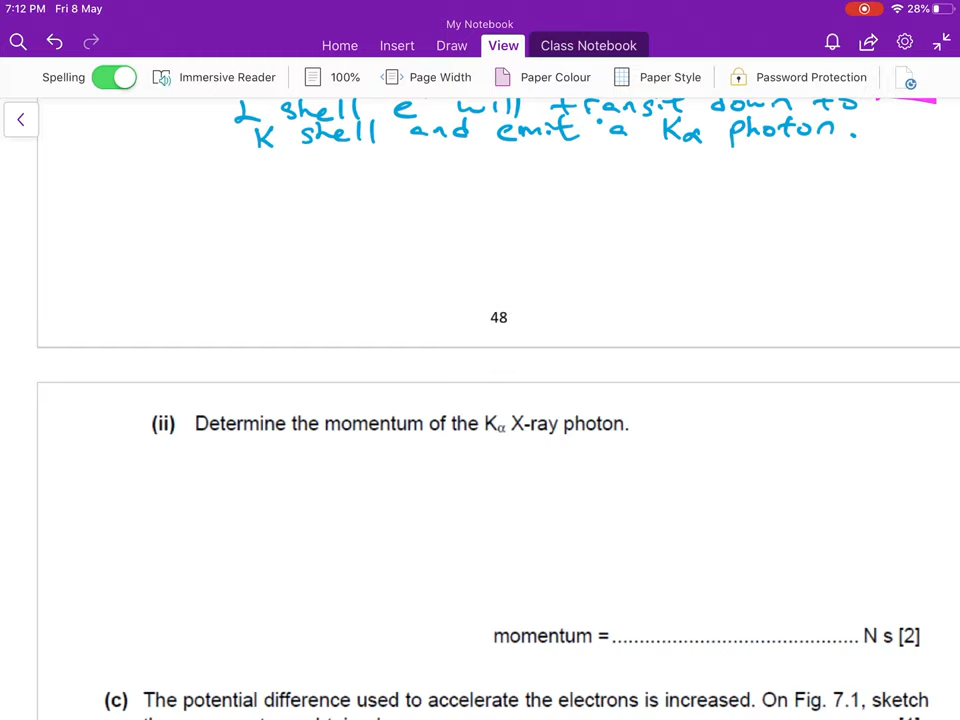 7:12 PM Fri 8 May
28%
My Notebook
Home Insert Draw View Class Notebook
Spelling Immersive Reader 100% Page Width Paper Colour Paper Style Password Protection
L shell e will transit down to
K shell and emit a Kα photon.
48
(ii) Determine the momentum of the Kα X-ray photon.
momentum = ............................................. N s [2]
(c) The potential difference used to accelerate the electrons is increased. On Fig. 7.1, sketch